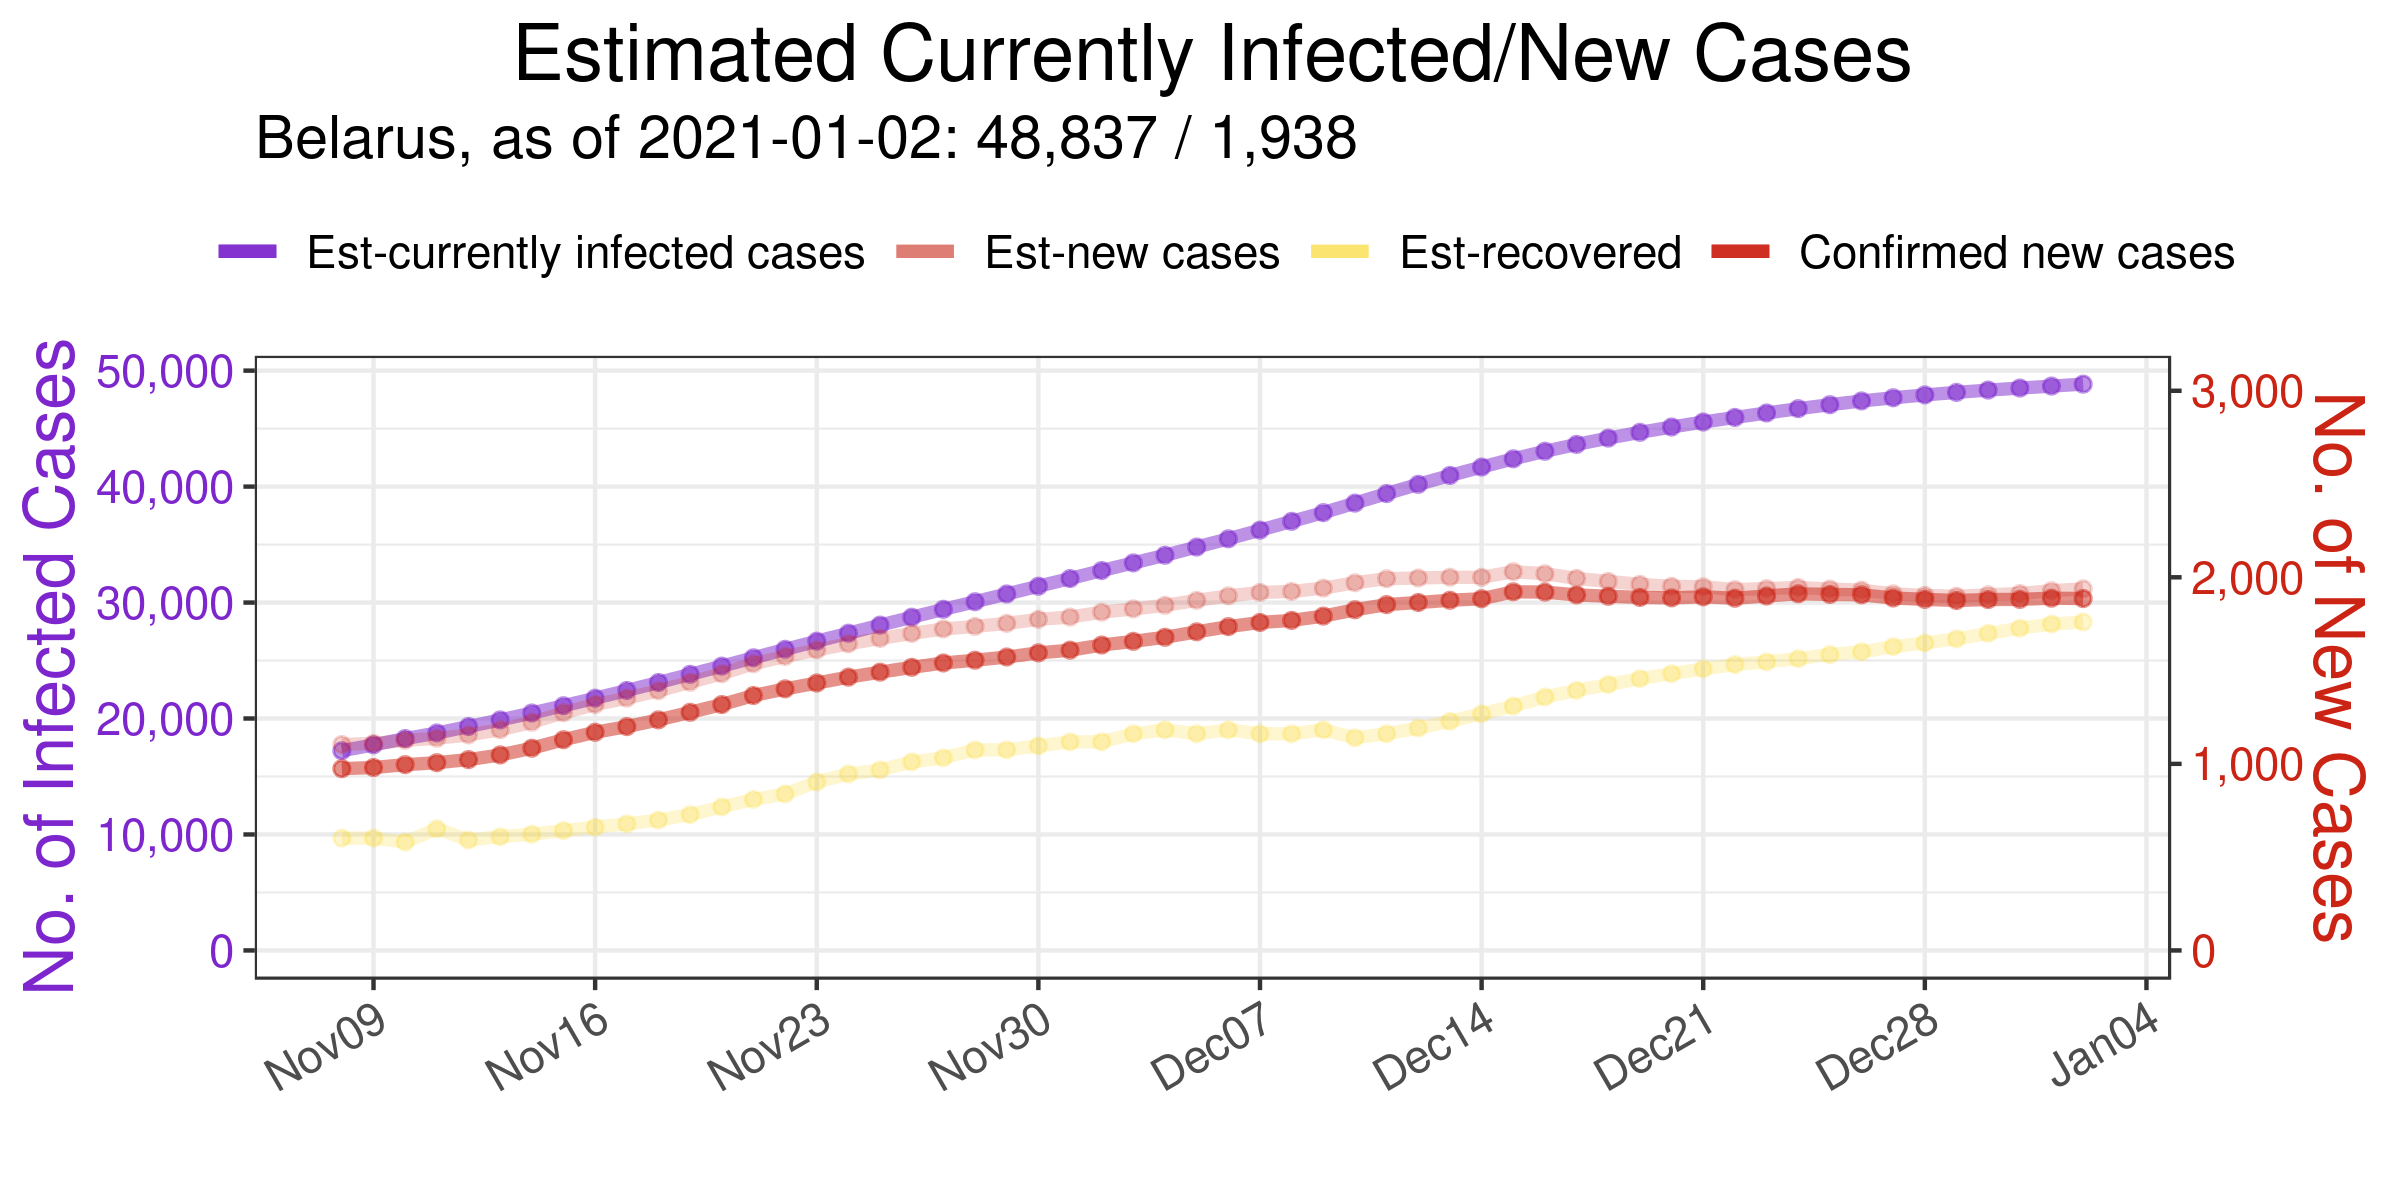 Estimated Currently Infected/New Cases
Belarus, as of 2021-01-02: 48,837 / 1,938
Est-currently infected cases Est-new cases Est-recovered Confirmed new cases
No. of Infected Cases
50,000
40,000
30,000
20,000
10,000
0
3,000
2,000
1,000
0
No. of New Cases
Nov09 Nov16 Nov23 Nov30 Dec07 Dec14 Dec21 Dec28 Jan04